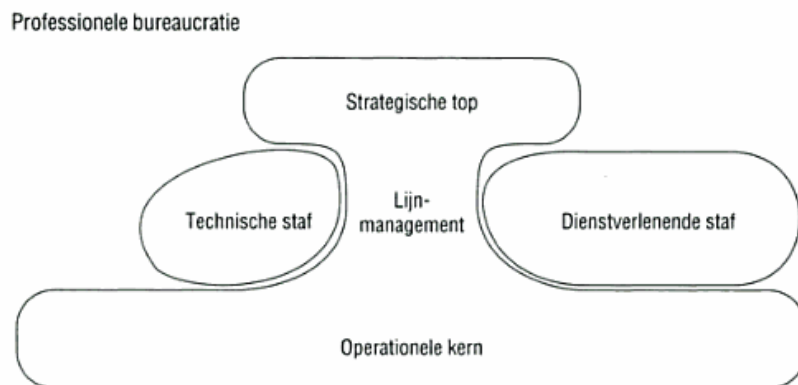 Professionele bureaucratie
Strategische top
Technische staf
Lijn-
management
Dienstverlenende staf
Operationele kern